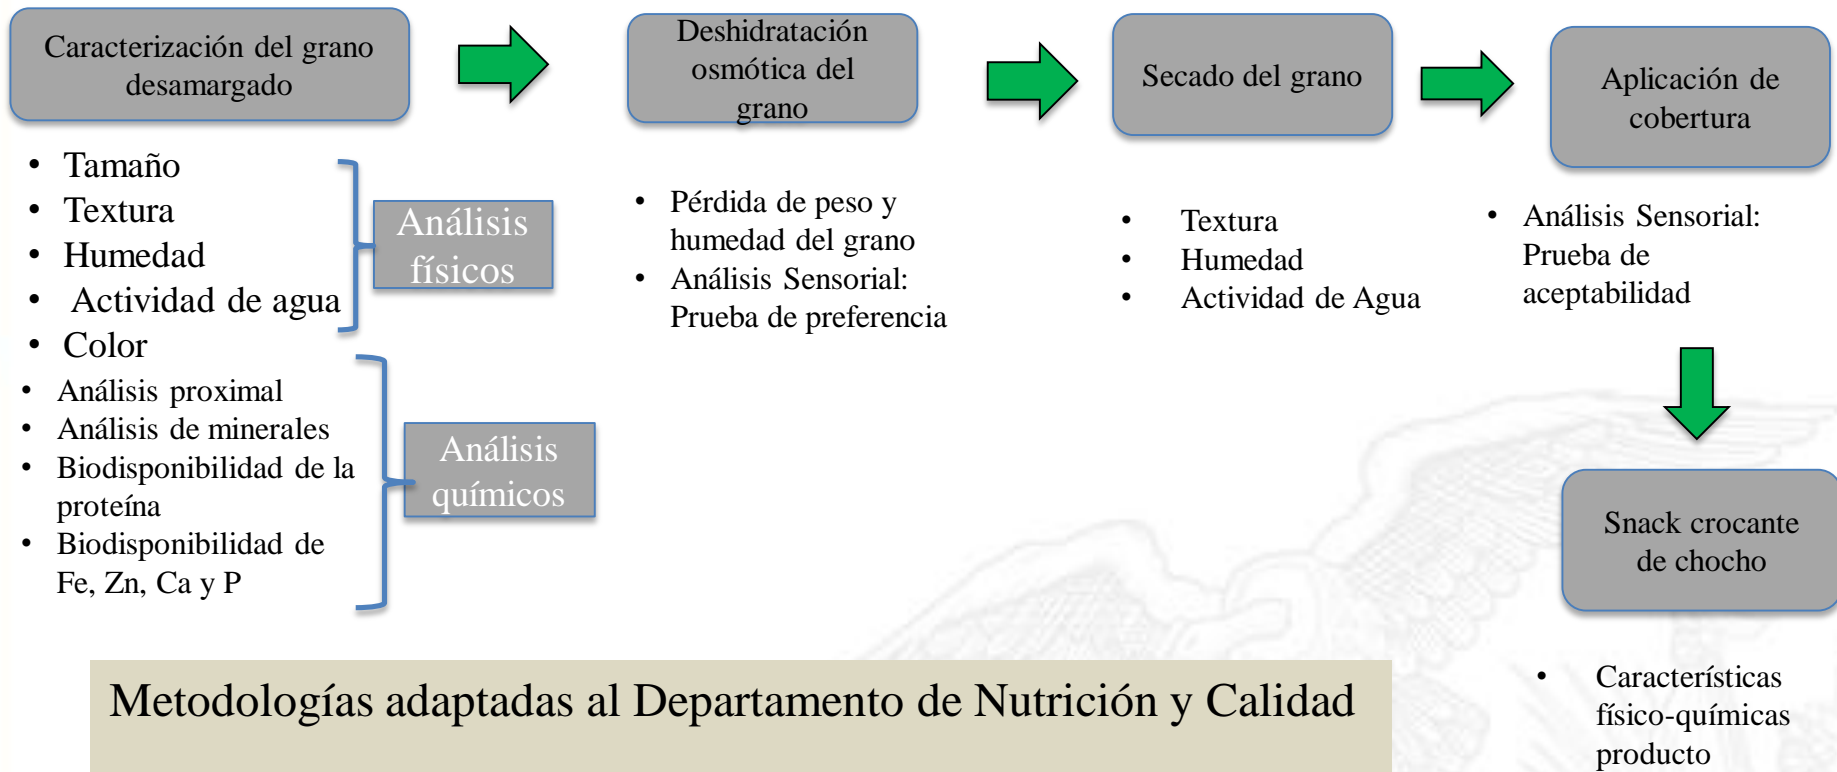 Caracterización del grano
desamargado
Deshidratación
osmótica del
grano
Secado del grano
Aplicación de
cobertura
• Tamaño
• Textura
• Humedad
• Actividad de agua
• Color
Análisis
físicos
• Análisis proximal
• Análisis de minerales
• Biodisponibilidad de la
proteína
• Biodisponibilidad de
Fe, Zn, Ca y P
Análisis
químicos
• Pérdida de peso y
humedad del grano
• Análisis Sensorial:
Prueba de preferencia
• Textura
• Humedad
• Actividad de Agua
• Análisis Sensorial:
Prueba de
aceptabilidad
Snack crocante
de chocho
• Características
físico-químicas
producto
Metodologías adaptadas al Departamento de Nutrición y Calidad